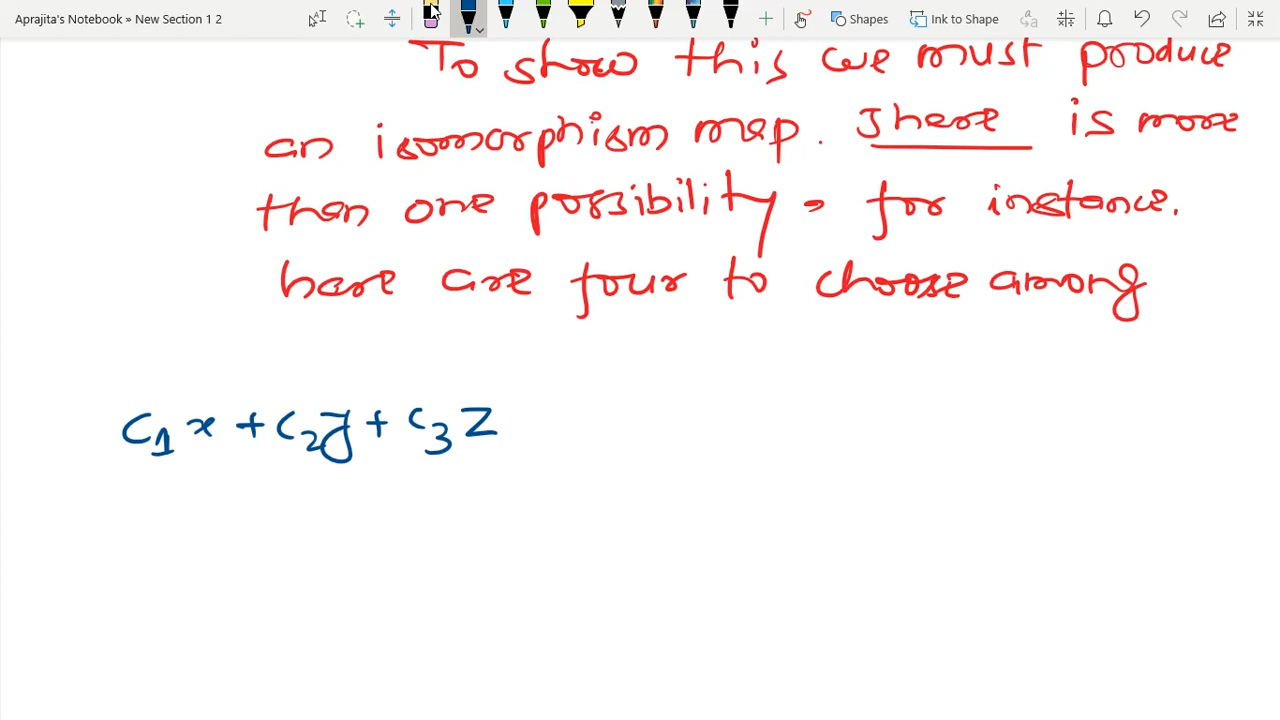 Aprajita's Notebook » New Section 1 2
Shapes
Ink to Shape
To show this we must produce
an isomorphism map. There is more
than one possibility, for instance.
here are four to choose among
C₁x + C₂y + C₃z